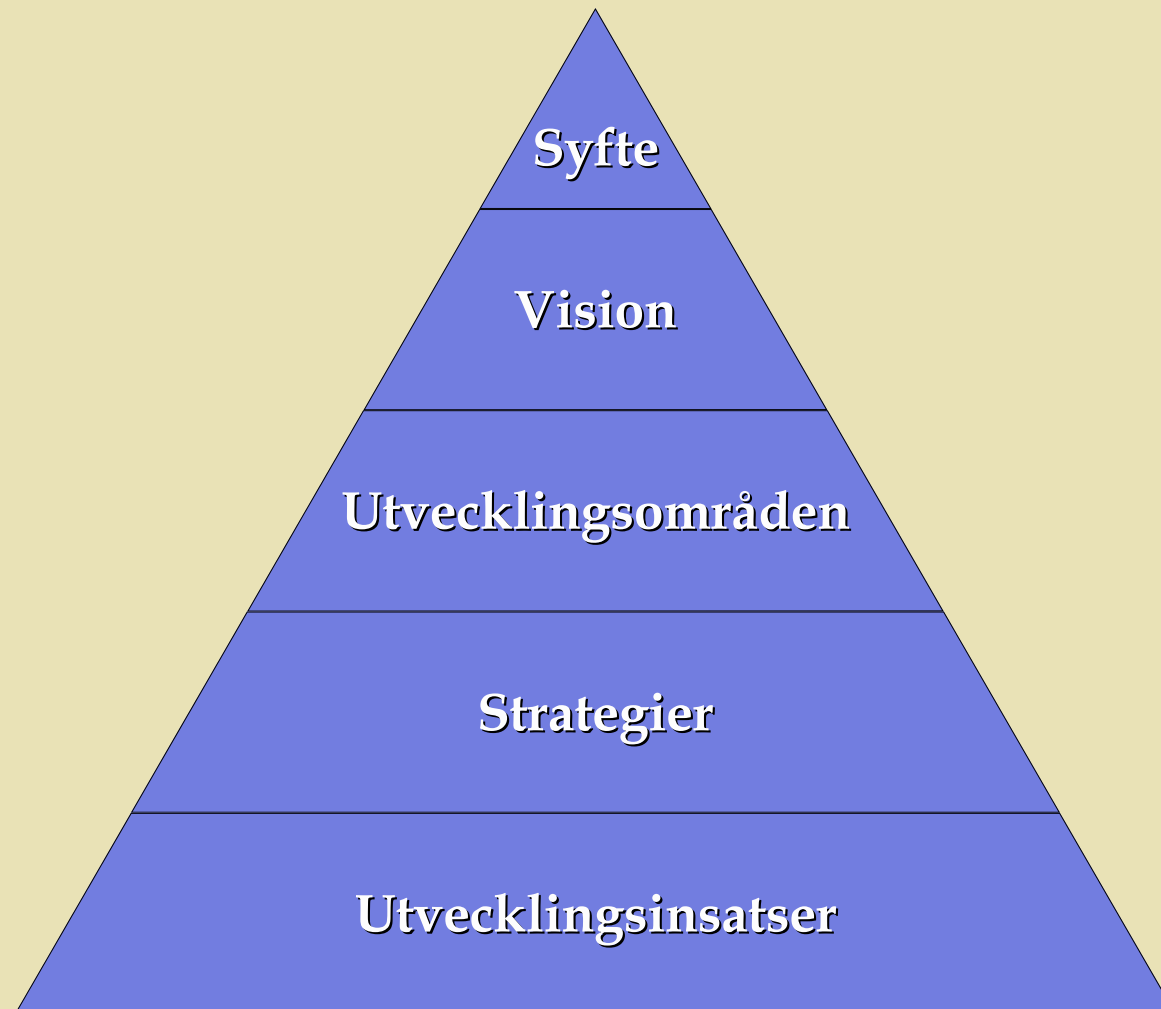 Syfte
Vision
Utvecklingsområden
Strategier
Utvecklingsinsatser